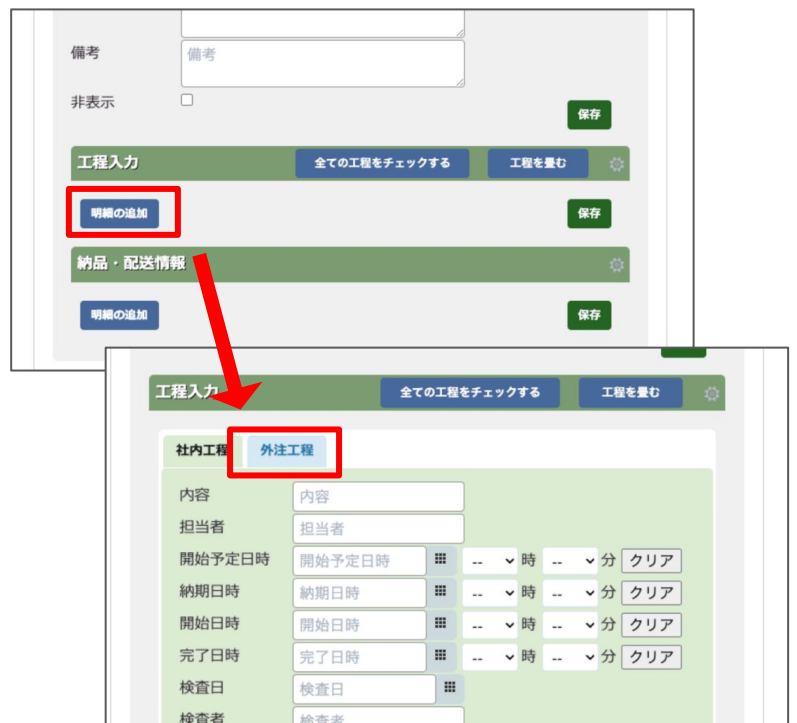 備考 備考
非表示
保存
工程入力 全ての工程をチェックする 工程を畳む
明細の追加 保存
納品・配送情報
明細の追加 保存
工程入力 全ての工程をチェックする 工程を畳む
社内工程 外注工程
内容 内容
担当者 担当者
開始予定日時 開始予定日時 -- 時 -- 分 クリア
納期日時 納期日時 -- 時 -- 分 クリア
開始日時 開始日時 -- 時 -- 分 クリア
完了日時 完了日時 -- 時 -- 分 クリア
検査日 検査日
検査者 検査者